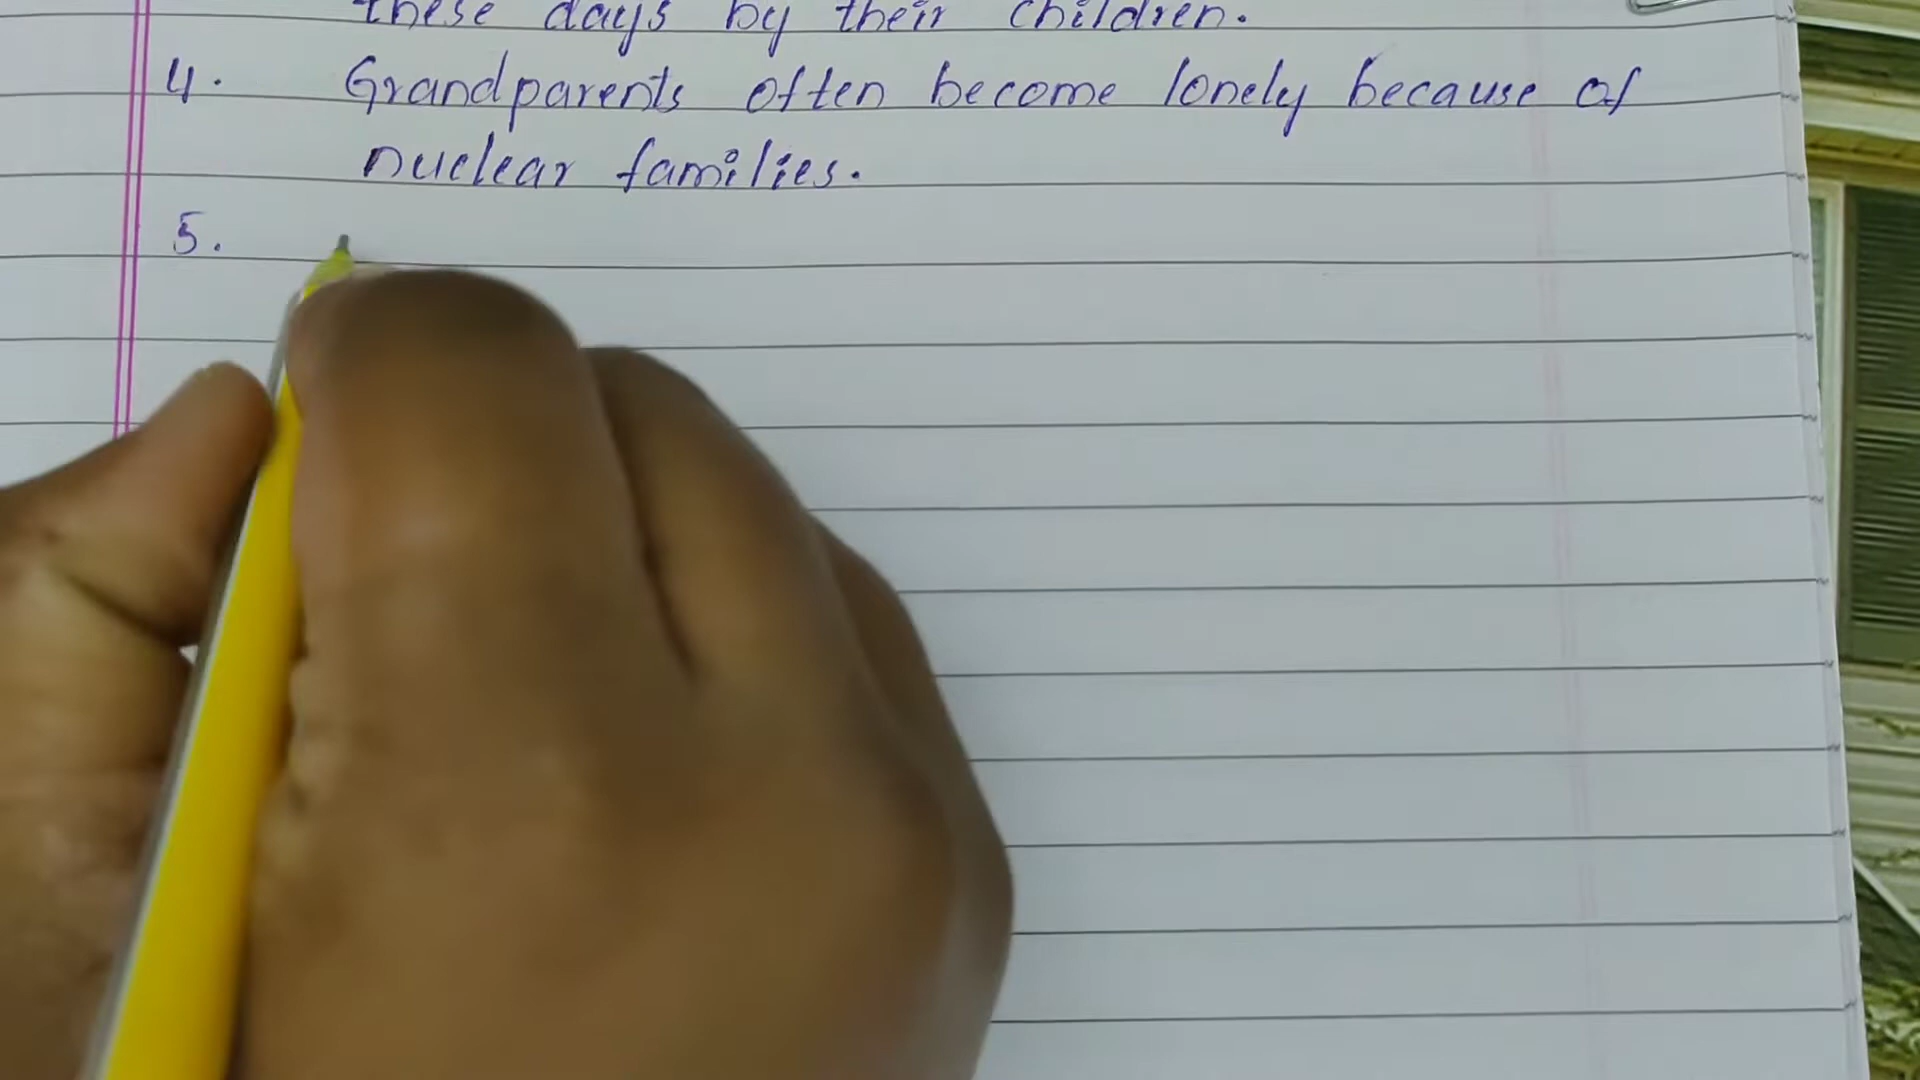 these days by their children.
4. Grandparents often become lonely because of
nuclear families.
5.